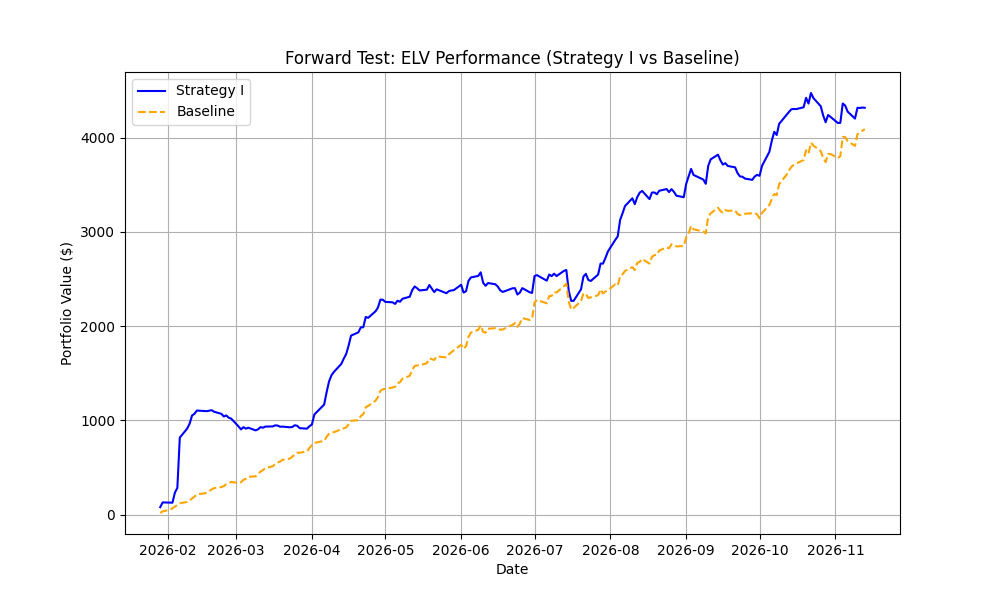 Forward Test: ELV Performance (Strategy I vs Baseline)
Strategy I
Baseline
Portfolio Value ($)
4000
3000
2000
1000
0
2026-02 2026-03 2026-04 2026-05 2026-06 2026-07 2026-08 2026-09 2026-10 2026-11
Date